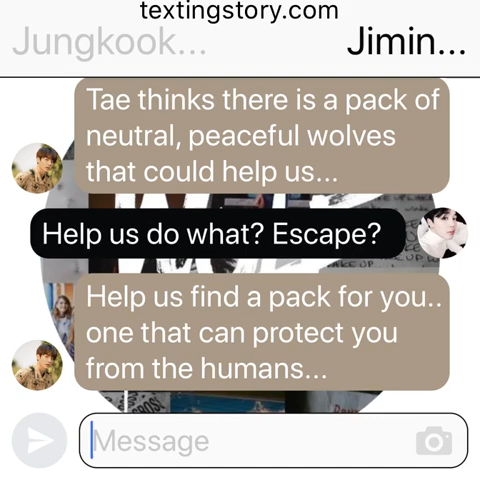 textingstory.com
Jungkook...
Jimin...
Tae thinks there is a pack of
neutral, peaceful wolves
that could help us...
Help us do what? Escape?
Help us find a pack for you..
one that can protect you
from the humans...
Message